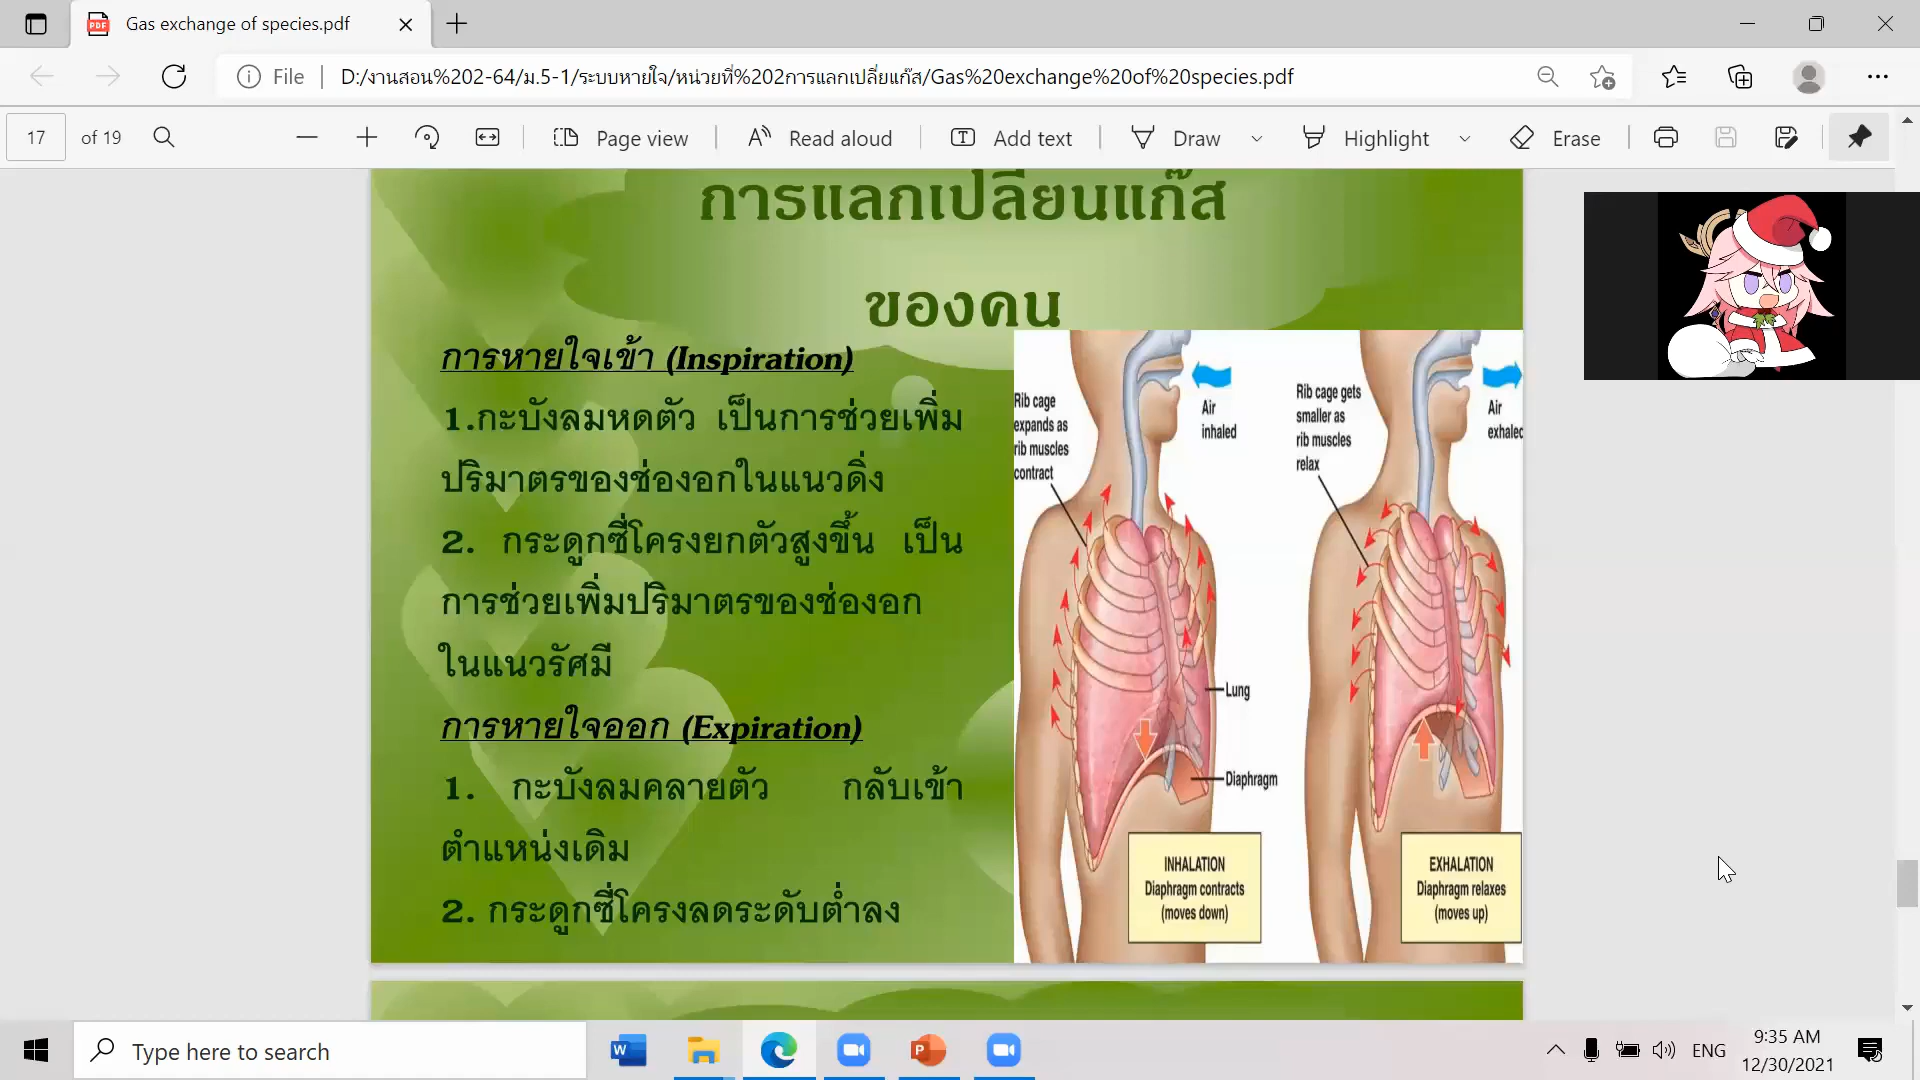 Gas exchange of species.pdf
File
D:/งานสอน%202-64/ม.5-1/ระบบหายใจ/หน่วยที่%202การแลกเปลี่ยแก๊ส/Gas%20exchange%20of%20species.pdf
17 of 19
Page view
Read aloud
Add text
Draw
Highlight
Erase
การแลกเปลี่ยนแก๊ส
ของคน
การหายใจเข้า (Inspiration)
1.กะบังลมหดตัว เป็นการช่วยเพิ่ม
ปริมาตรของช่องอกในแนวดิ่ง
2. กระดูกซี่โครงยกตัวสูงขึ้น เป็น
การช่วยเพิ่มปริมาตรของช่องอก
ในแนวรัศมี
การหายใจออก (Expiration)
1. กะบังลมคลายตัว กลับเข้า
ตำแหน่งเดิม
2. กระดูกซี่โครงลดระดับต่ำลง
Rib cage
expands as
rib muscles
contract
Air
inhaled
Lung
Diaphragm
INHALATION
Diaphragm contracts
(moves down)
Rib cage gets
smaller as
rib muscles
relax
Air
exhaled
EXHALATION
Diaphragm relaxes
(moves up)
Type here to search
ENG
9:35 AM
12/30/2021